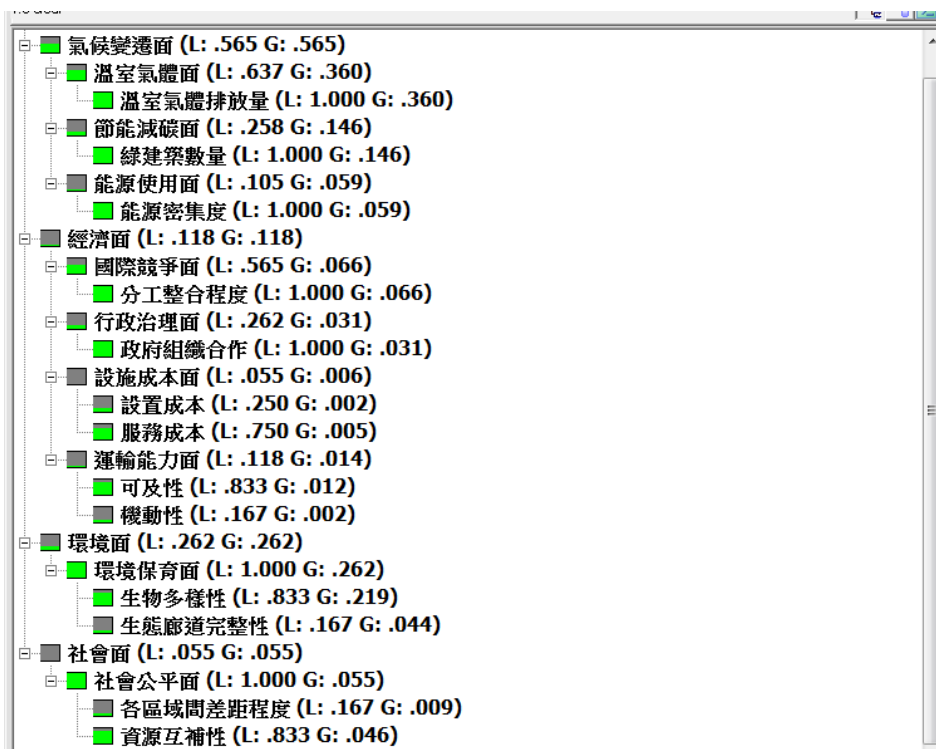 氣候變遷面 (L: .565 G: .565)
溫室氣體面 (L: .637 G: .360)
溫室氣體排放量 (L: 1.000 G: .360)
節能減碳面 (L: .258 G: .146)
綠建築數量 (L: 1.000 G: .146)
能源使用面 (L: .105 G: .059)
能源密集度 (L: 1.000 G: .059)
經濟面 (L: .118 G: .118)
國際競爭面 (L: .565 G: .066)
分工整合程度 (L: 1.000 G: .066)
行政治理面 (L: .262 G: .031)
政府組織合作 (L: 1.000 G: .031)
設施成本面 (L: .055 G: .006)
設置成本 (L: .250 G: .002)
服務成本 (L: .750 G: .005)
運輸能力面 (L: .118 G: .014)
可及性 (L: .833 G: .012)
機動性 (L: .167 G: .002)
環境面 (L: .262 G: .262)
環境保育面 (L: 1.000 G: .262)
生物多樣性 (L: .833 G: .219)
生態廊道完整性 (L: .167 G: .044)
社會面 (L: .055 G: .055)
社會公平面 (L: 1.000 G: .055)
各區域間差距程度 (L: .167 G: .009)
資源互補性 (L: .833 G: .046)